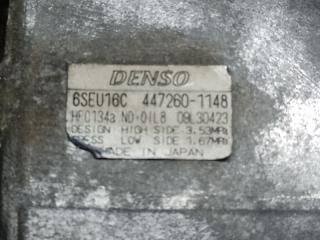 DENSO
6SEU16C 447260-1148
HFC134a ND-OIL8 09L30423
DESIGN HIGH SIDE 3.53MPa
PRESS LOW SIDE 1.67MPa
MADE IN JAPAN